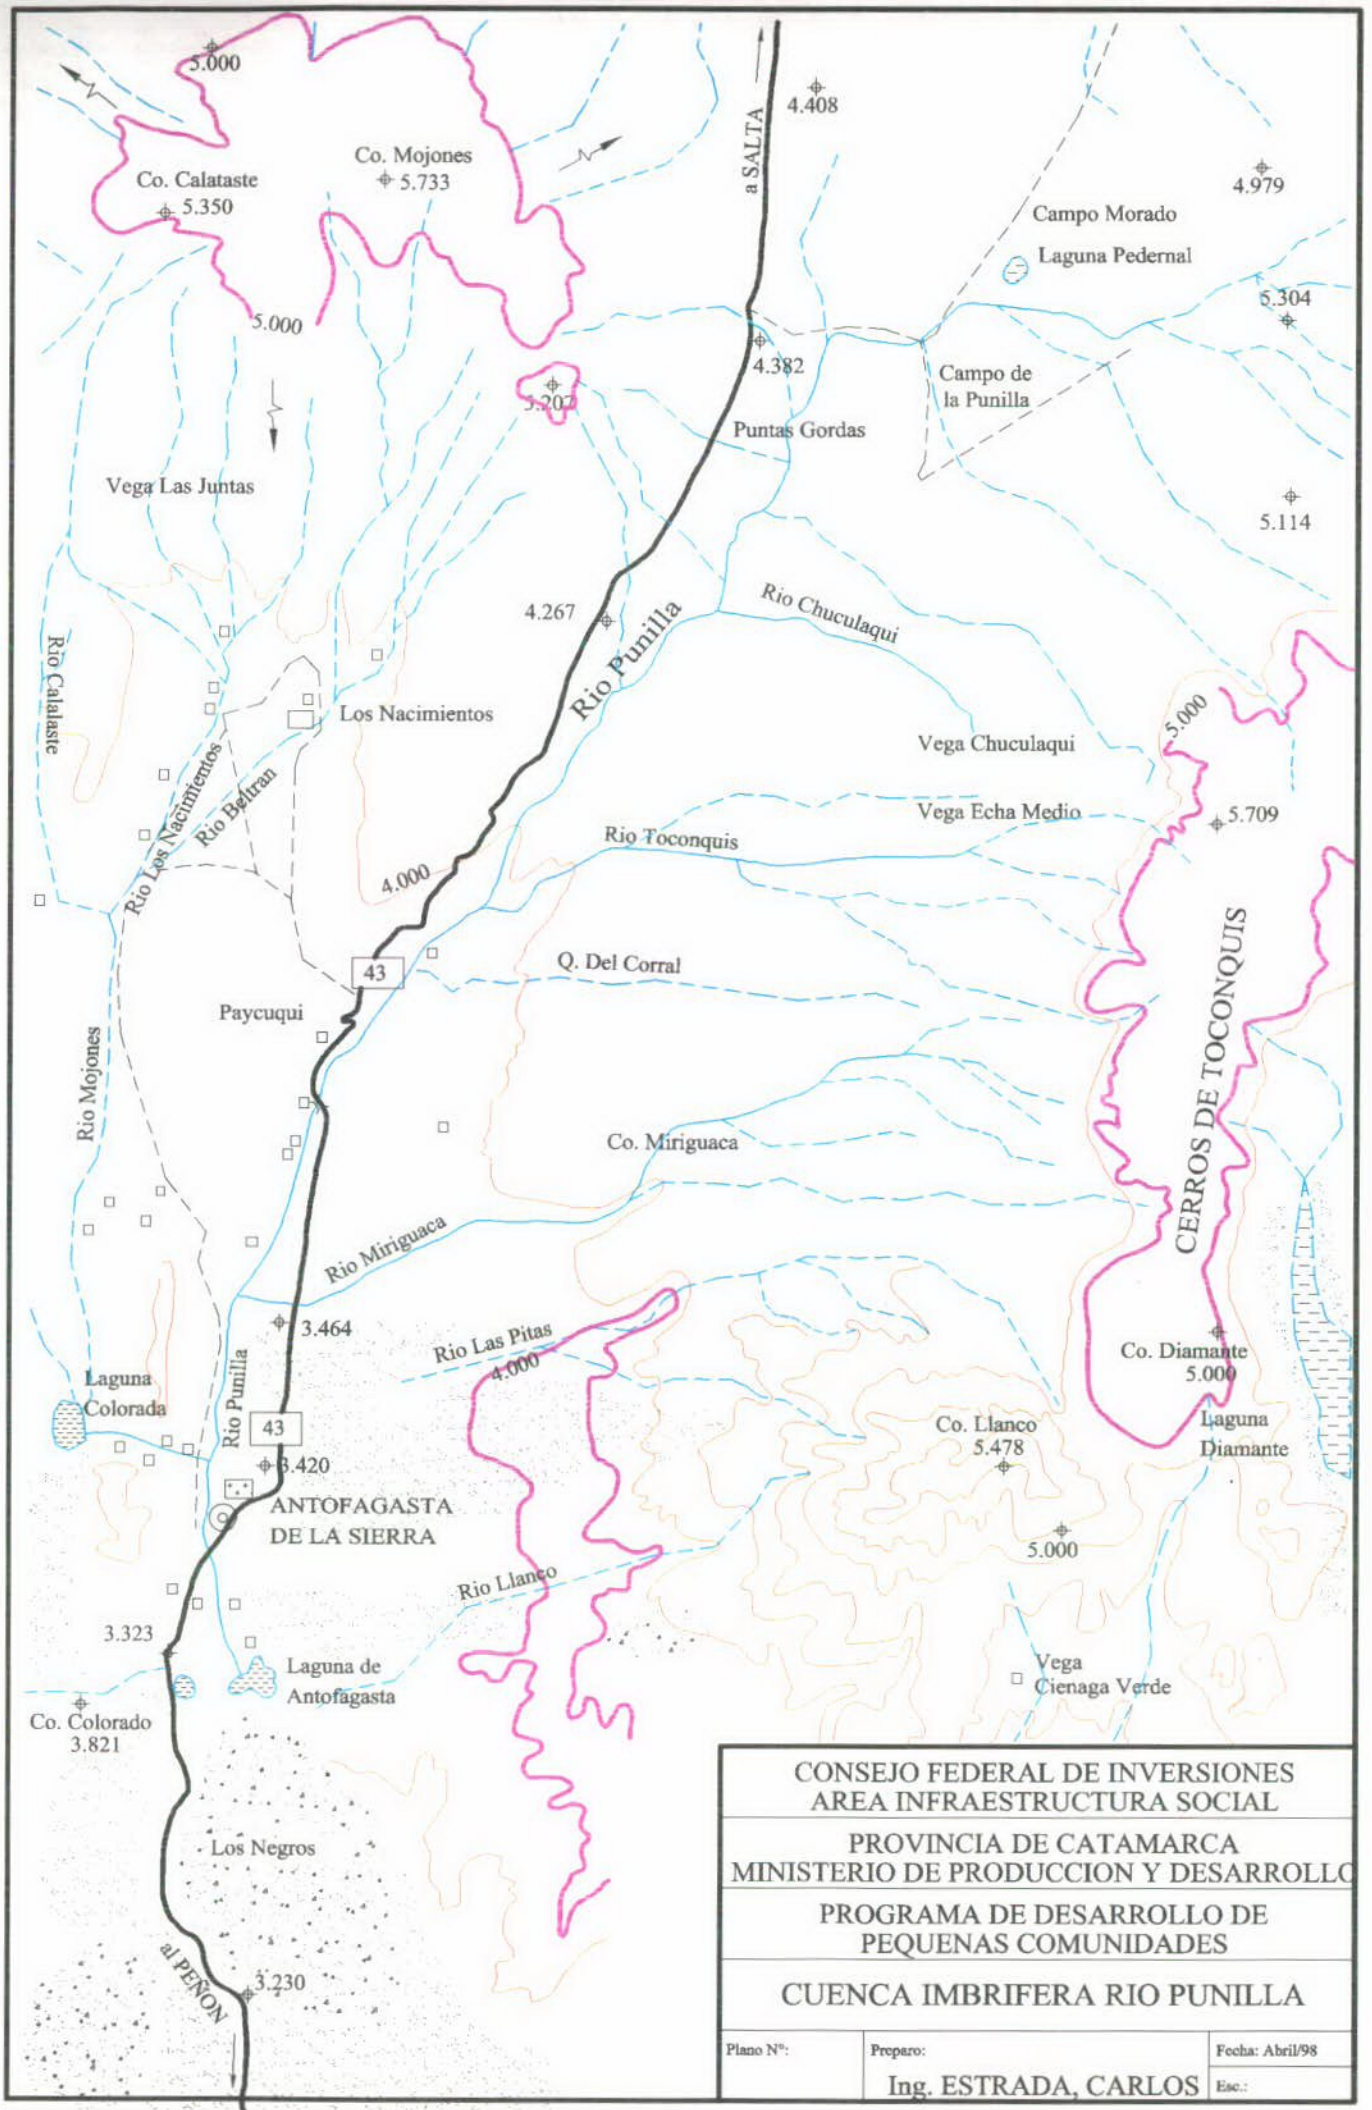 5.000
a SALTA
4.408
Co. Mojones
5.733
Co. Calataste
5.350
4.979
Campo Morado
Laguna Pedernal
5.304
5.000
4.382
Campo de
la Punilla
5.207
Puntas Gordas
Vega Las Juntas
5.114
4.267
Rio Punilla
Rio Chuculaqui
Rio Calalaste
Los Nacimientos
5.000
Vega Chuculaqui
Rio Los Nacimientos
Rio Beltran
Vega Echa Medio
5.709
Rio Toconquis
4.000
43
Q. Del Corral
CERROS DE TOCONQUIS
Paycuqui
Rio Mojones
Co. Miriguaca
Rio Miriguaca
3.464
Rio Las Pitas
4.000
Co. Diamante
5.000
Laguna
Colorada
Rio Punilla
43
Co. Llanco
5.478
Laguna
Diamante
3.420
ANTOFAGASTA
DE LA SIERRA
5.000
Rio Llanco
3.323
Laguna de
Antofagasta
Vega
Cienaga Verde
Co. Colorado
3.821
Los Negros
al PEÑON
3.230
CONSEJO FEDERAL DE INVERSIONES
AREA INFRAESTRUCTURA SOCIAL
PROVINCIA DE CATAMARCA
MINISTERIO DE PRODUCCION Y DESARROLLO
PROGRAMA DE DESARROLLO DE
PEQUENAS COMUNIDADES
CUENCA IMBRIFERA RIO PUNILLA
Plano Nº:
Preparo:
Fecha: Abril/98
Ing. ESTRADA, CARLOS
Esc.: